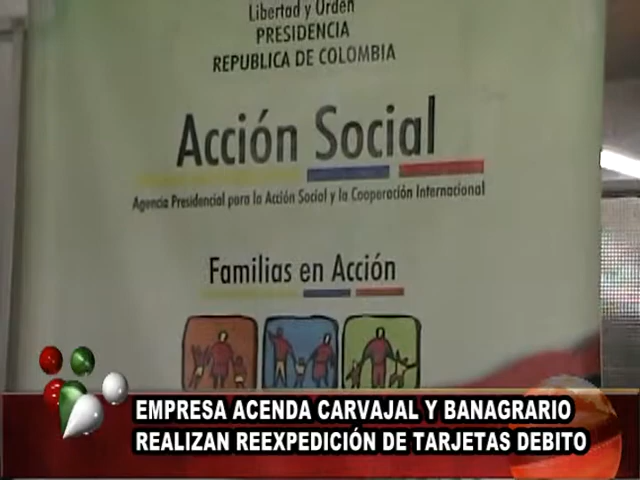 Libertad y Orden
PRESIDENCIA
REPUBLICA DE COLOMBIA
Acción Social
Agencia Presidencial para la Acción Social y la Cooperación Internacional
Familias en Acción
EMPRESA ACENDA CARVAJAL Y BANAGRARIO
REALIZAN REEXPEDICIÓN DE TARJETAS DEBITO